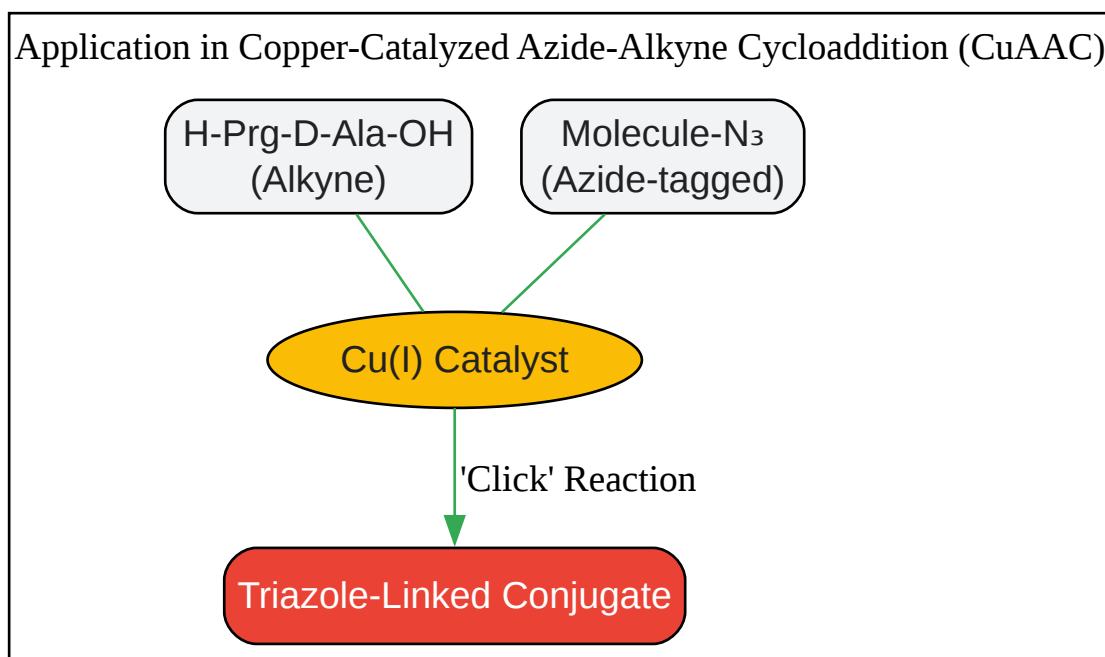 Application in Copper-Catalyzed Azide-Alkyne Cycloaddition (CuAAC)
H-Prg-D-Ala-OH
(Alkyne)
Molecule-N₃
(Azide-tagged)
Cu(I) Catalyst
'Click' Reaction
Triazole-Linked Conjugate